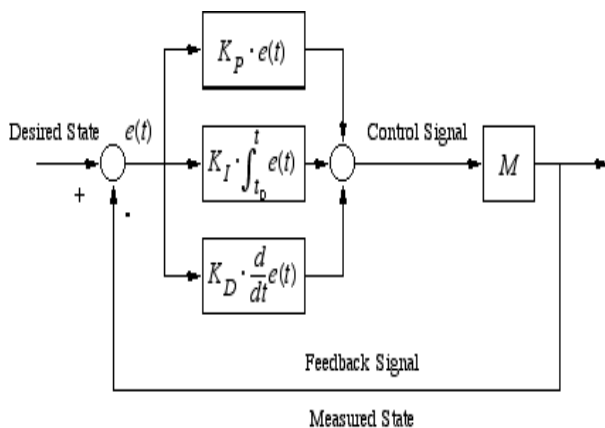 K_P · e(t)
Desired State
e(t)
K_I · ∫_{t_0}^{t} e(t)
Control Signal
M
+
-
K_D · d/dt e(t)
Feedback Signal
Measured State